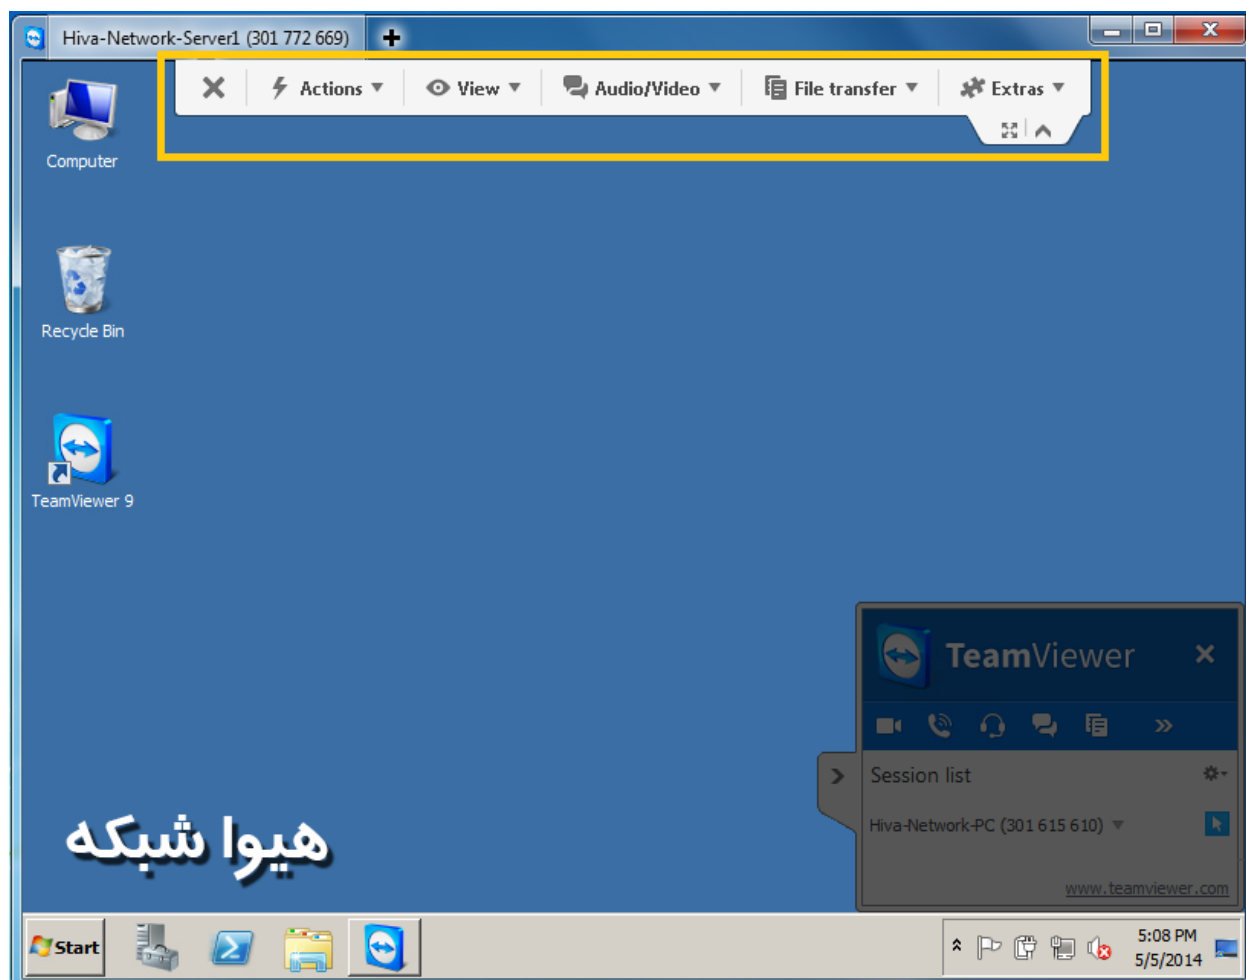 Hiva-Network-Server1 (301 772 669)
Actions View Audio/Video File transfer Extras
Computer
Recycle Bin
TeamViewer 9
TeamViewer
Session list
Hiva-Network-PC (301 615 610)
www.teamviewer.com
هیوا شبکه
Start
5:08 PM
5/5/2014